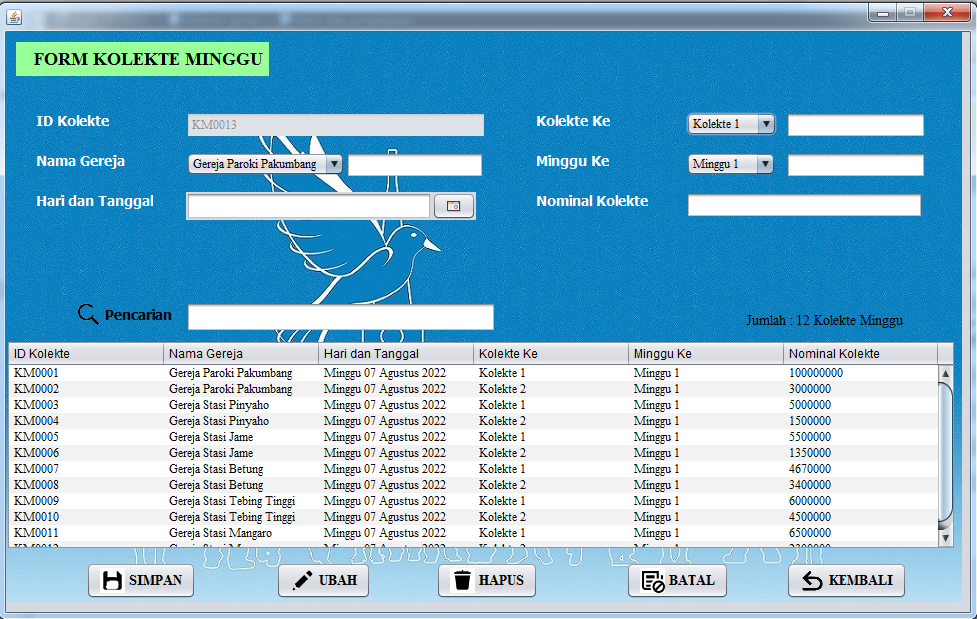 FORM KOLEKTE MINGGU
ID Kolekte KM0013 Kolekte Ke Kolekte 1
Nama Gereja Gereja Paroki Pakumbang Minggu Ke Minggu 1
Hari dan Tanggal Nominal Kolekte
Pencarian Jumlah : 12 Kolekte Minggu
ID Kolekte Nama Gereja Hari dan Tanggal Kolekte Ke Minggu Ke Nominal Kolekte
KM0001 Gereja Paroki Pakumbang Minggu 07 Agustus 2022 Kolekte 1 Minggu 1 100000000
KM0002 Gereja Paroki Pakumbang Minggu 07 Agustus 2022 Kolekte 2 Minggu 1 3000000
KM0003 Gereja Stasi Pinyaho Minggu 07 Agustus 2022 Kolekte 1 Minggu 1 5000000
KM0004 Gereja Stasi Pinyaho Minggu 07 Agustus 2022 Kolekte 2 Minggu 1 1500000
KM0005 Gereja Stasi Jame Minggu 07 Agustus 2022 Kolekte 1 Minggu 1 5500000
KM0006 Gereja Stasi Jame Minggu 07 Agustus 2022 Kolekte 2 Minggu 1 1350000
KM0007 Gereja Stasi Betung Minggu 07 Agustus 2022 Kolekte 1 Minggu 1 4670000
KM0008 Gereja Stasi Betung Minggu 07 Agustus 2022 Kolekte 2 Minggu 1 3400000
KM0009 Gereja Stasi Tebing Tinggi Minggu 07 Agustus 2022 Kolekte 1 Minggu 1 6000000
KM0010 Gereja Stasi Tebing Tinggi Minggu 07 Agustus 2022 Kolekte 2 Minggu 1 4500000
KM0011 Gereja Stasi Mangaro Minggu 07 Agustus 2022 Kolekte 1 Minggu 1 6500000
SIMPAN UBAH HAPUS BATAL KEMBALI